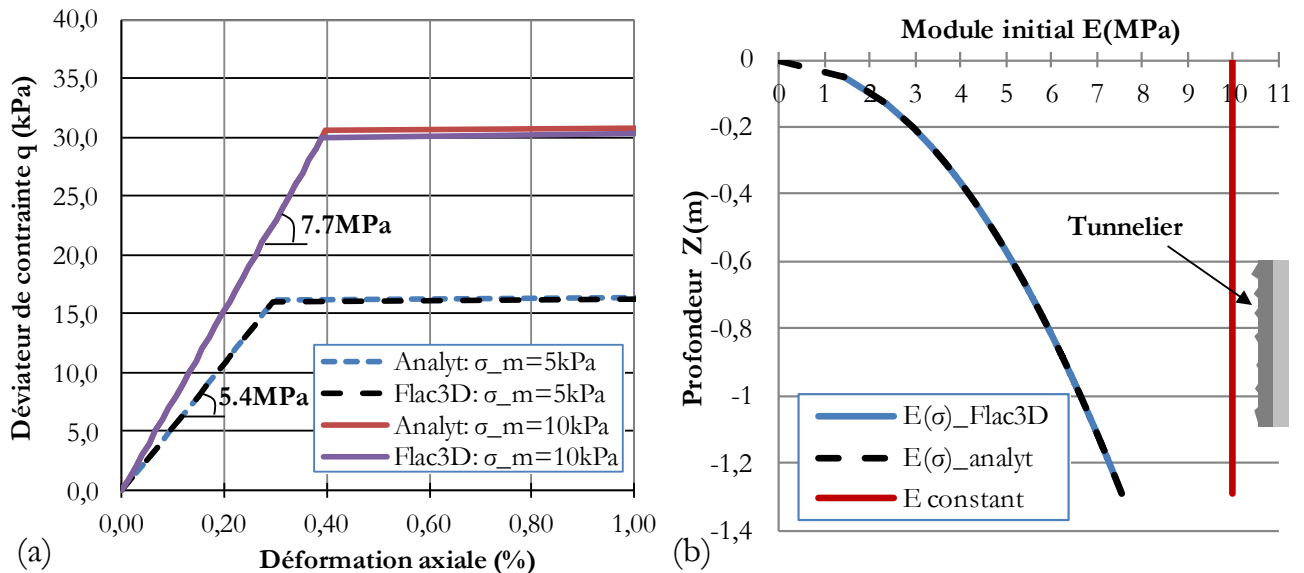 Déviateur de contrainte q (kPa)
40,0
35,0
30,0
25,0
20,0
15,0
10,0
5,0
0,0
7.7MPa
5.4MPa
Analyt: σ_m=5kPa
Flac3D: σ_m=5kPa
Analyt: σ_m=10kPa
Flac3D: σ_m=10kPa
0,00 0,20 0,40 0,60 0,80 1,00
Déformation axiale (%)
(a)
Module initial E(MPa)
0 1 2 3 4 5 6 7 8 9 10 11
Profondeur Z(m)
0
-0,2
-0,4
-0,6
-0,8
-1
-1,2
-1,4
Tunnelier
E(σ)_Flac3D
E(σ)_analyt
E constant
(b)